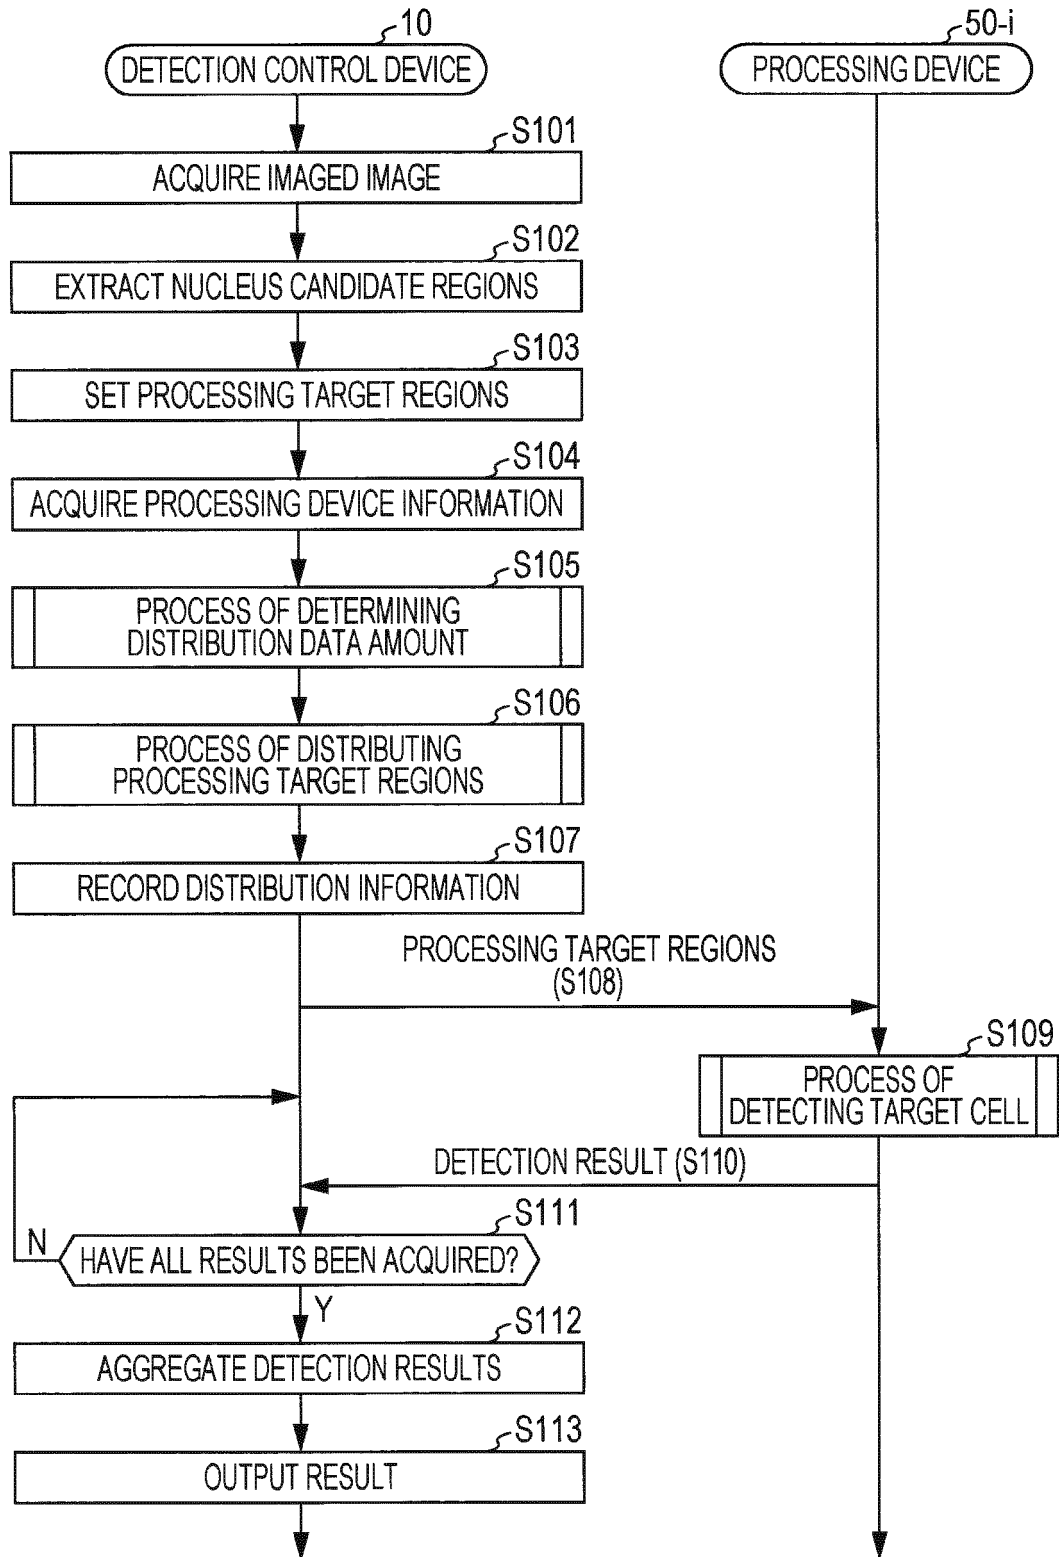 10
DETECTION CONTROL DEVICE
50-i
PROCESSING DEVICE
S101
ACQUIRE IMAGED IMAGE
S102
EXTRACT NUCLEUS CANDIDATE REGIONS
S103
SET PROCESSING TARGET REGIONS
S104
ACQUIRE PROCESSING DEVICE INFORMATION
S105
PROCESS OF DETERMINING
DISTRIBUTION DATA AMOUNT
S106
PROCESS OF DISTRIBUTING
PROCESSING TARGET REGIONS
S107
RECORD DISTRIBUTION INFORMATION
PROCESSING TARGET REGIONS
(S108)
S109
PROCESS OF
DETECTING TARGET CELL
DETECTION RESULT (S110)
S111
N
HAVE ALL RESULTS BEEN ACQUIRED?
Y
S112
AGGREGATE DETECTION RESULTS
S113
OUTPUT RESULT